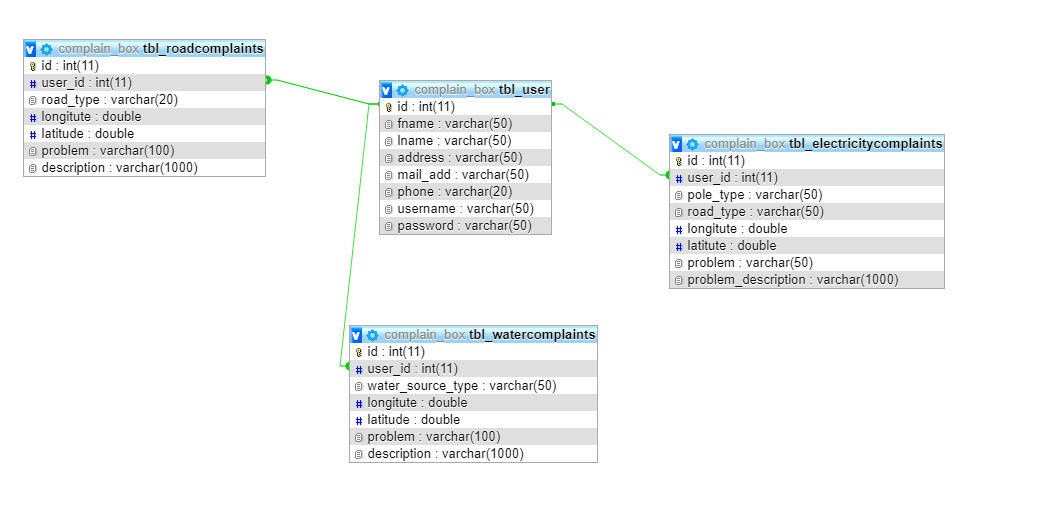 complain_box tbl_roadcomplaints
id : int(11)
user_id : int(11)
road_type : varchar(20)
longitute : double
latitude : double
problem : varchar(100)
description : varchar(1000)
complain_box tbl_user
id : int(11)
fname : varchar(50)
lname : varchar(50)
address : varchar(50)
mail_add : varchar(50)
phone : varchar(20)
username : varchar(50)
password : varchar(50)
complain_box tbl_electricitycomplaints
id : int(11)
user_id : int(11)
pole_type : varchar(50)
road_type : varchar(50)
longitute : double
latitute : double
problem : varchar(50)
problem_description : varchar(1000)
complain_box tbl_watercomplaints
id : int(11)
user_id : int(11)
water_source_type : varchar(50)
longitute : double
latitude : double
problem : varchar(100)
description : varchar(1000)